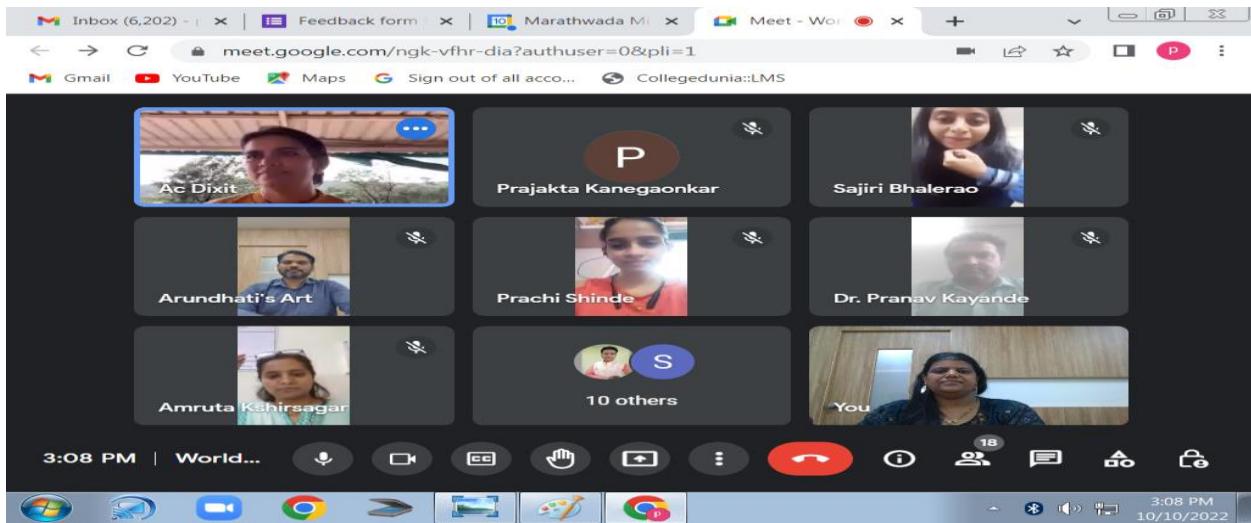 Inbox (6,202) - Feedback form Marathwada Mi Meet - Wor
meet.google.com/ngk-vfhr-dia?authuser=0&pli=1 P
Gmail YouTube Maps G Sign out of all acco... Collegedunia::LMS
Ac Dixit P Prajakta Kanegaonkar Sajiri Bhalerao
Arundhati's Art Prachi Shinde Dr. Pranav Kayande
Amruta Kshirsagar S 10 others You
3:08 PM | World... CC 18
3:08 PM
10/10/2022